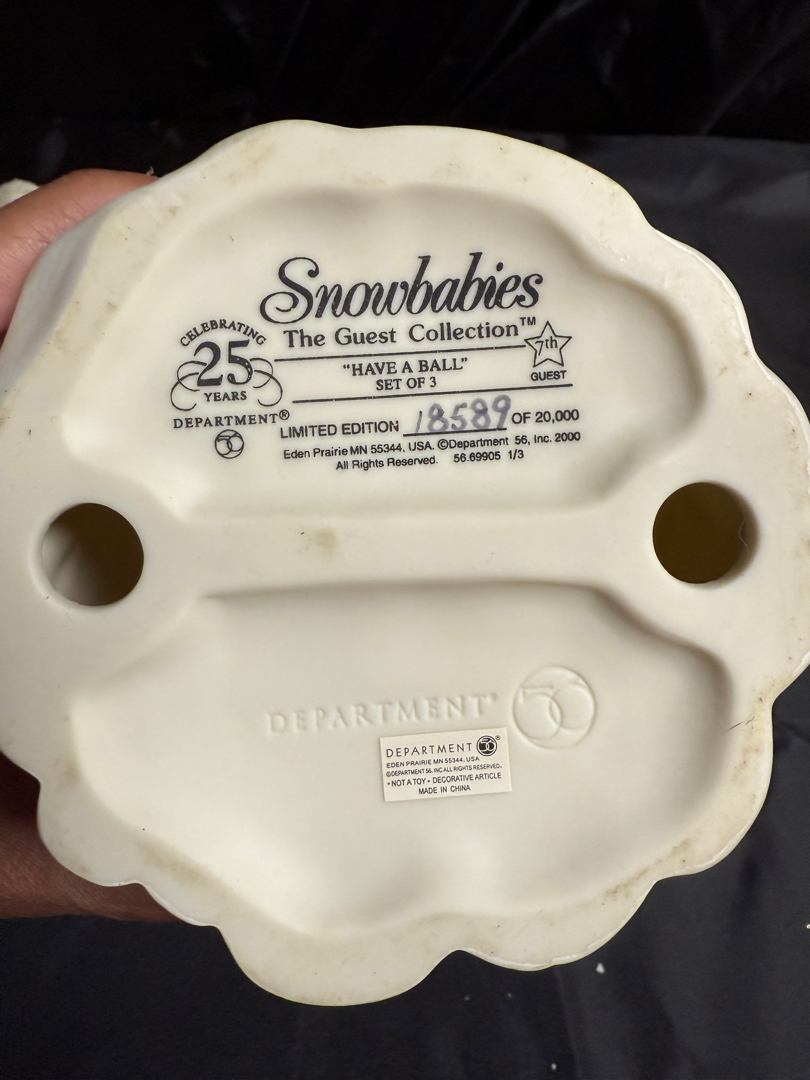 Snowbabies
The Guest Collection™
CELEBRATING
25
YEARS
DEPARTMENT®
56
"HAVE A BALL"
SET OF 3
7th
GUEST
LIMITED EDITION 18589 OF 20,000
Eden Prairie MN 55344, USA. ©Department 56, Inc. 2000
All Rights Reserved. 56.69905 1/3
DEPARTMENT® 56
DEPARTMENT 56®
EDEN PRAIRIE MN 55344, USA
©DEPARTMENT 56, INC ALL RIGHTS RESERVED.
• NOT A TOY • DECORATIVE ARTICLE
MADE IN CHINA